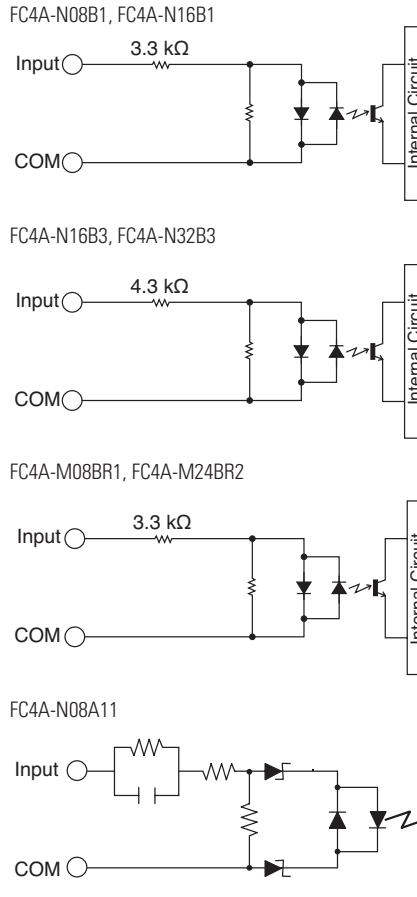 FC4A-N08B1, FC4A-N16B1
3.3 kΩ
Input
COM
Internal Circuit
FC4A-N16B3, FC4A-N32B3
4.3 kΩ
Input
COM
Internal Circuit
FC4A-M08BR1, FC4A-M24BR2
3.3 kΩ
Input
COM
Internal Circuit
FC4A-N08A11
Input
COM